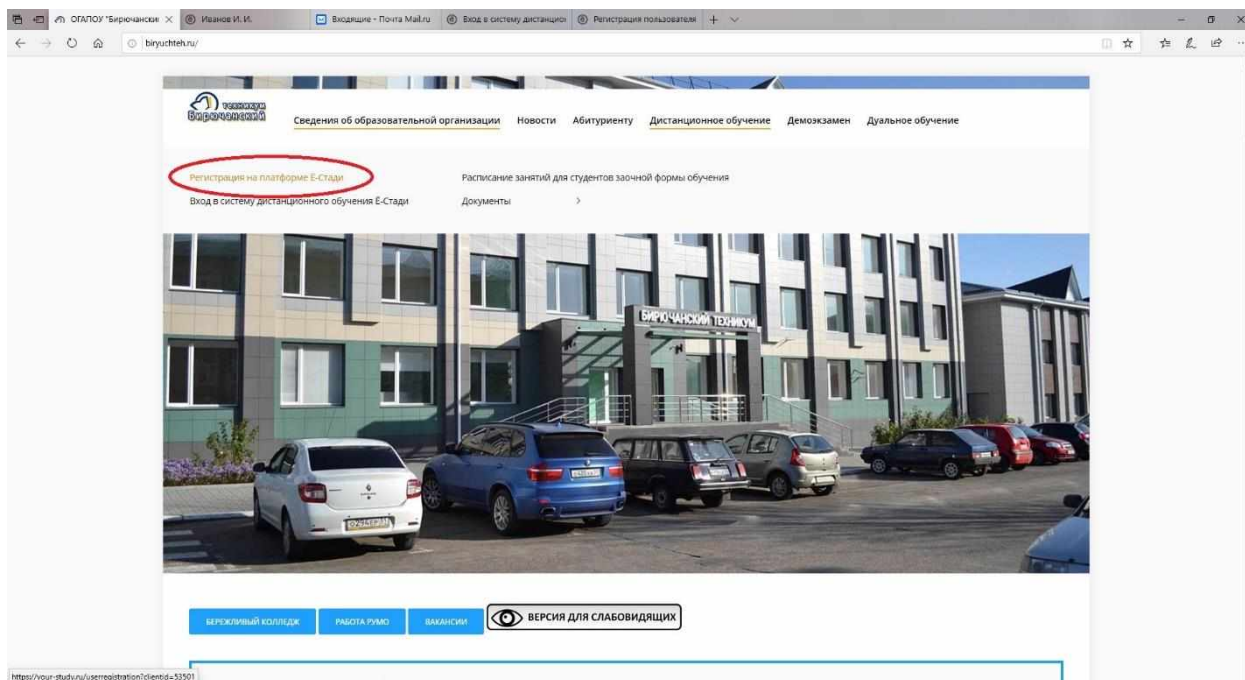 ОГАПОУ "Бирючански
Иванов И. И.
Входящие - Почта Mail.ru
Вход в систему дистанцион
Регистрация пользователя
biryuchteh.ru/
техникум
Бирючанский
Сведения об образовательной организации
Новости
Абитуриенту
Дистанционное обучение
Демоэкзамен
Дуальное обучение
Регистрация на платформе Ё-Стади
Расписание занятий для студентов заочной формы обучения
Вход в систему дистанционного обучения Ё-Стади
Документы
БИРЮЧАНСКИЙ ТЕХНИКУМ
БЕРЕЖЛИВЫЙ КОЛЛЕДЖ
РАБОТА РУМО
ВАКАНСИИ
ВЕРСИЯ ДЛЯ СЛАБОВИДЯЩИХ
https://your-study.ru/userregistration?clientid=53501